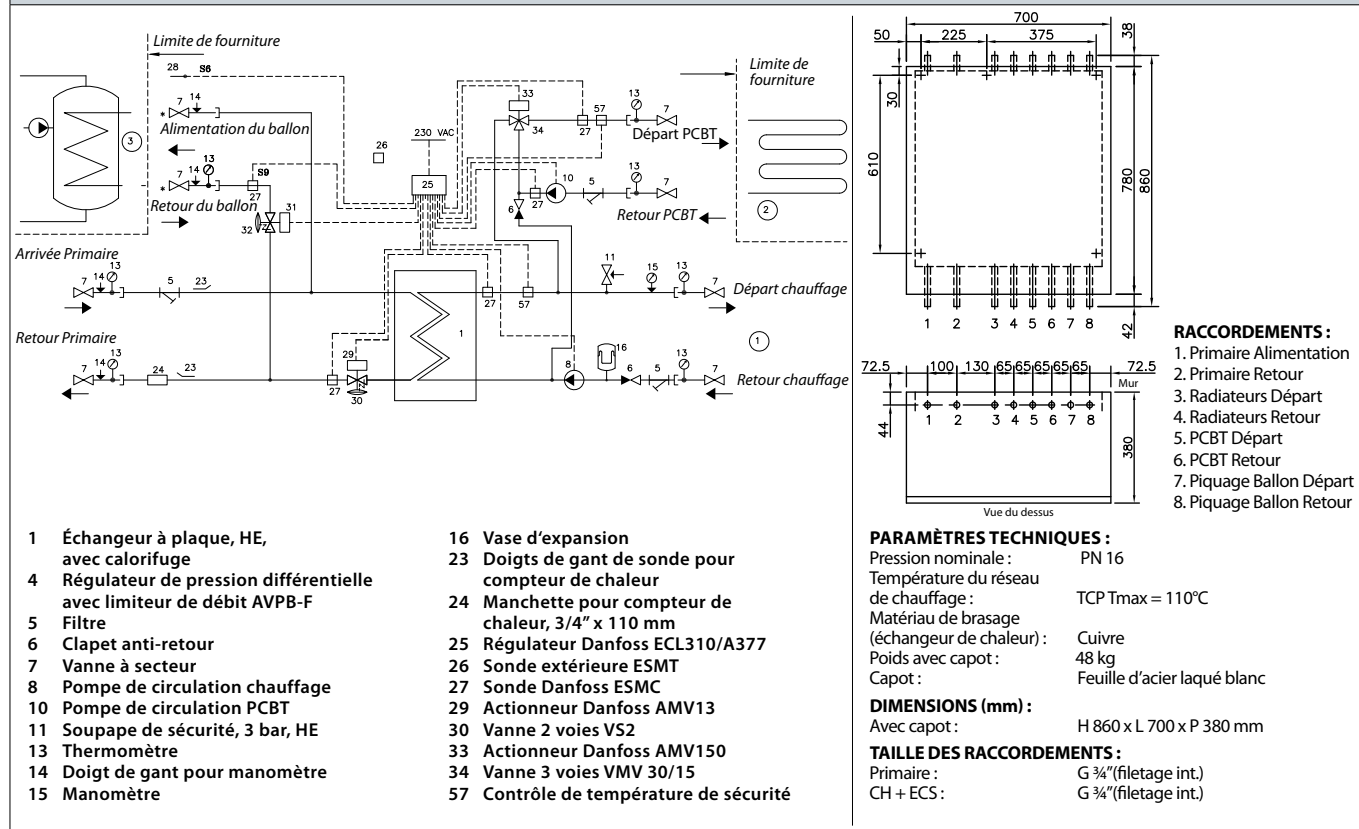 Limite de fourniture
28 S6
7 14
* Alimentation du ballon
3
13
7 14
* S9
27
Retour du ballon
31
32
26
230 VAC
25
33
34
27
57
13
7
Départ PCBT
Limite de
fourniture
10
27
5
13
7
6
Retour PCBT
2
Arrivée Primaire
7 14 13 5 23
27 57
11
15 13 7
Départ chauffage
1
Retour Primaire
7 14 13 24 23
27
29
30
8
16
6 5 13 7
1
Retour chauffage
700
50 225 375
38
30
610
780
860
42
1 2 3 4 5 6 7 8
72.5 100 130 65 65 65 65 65 72.5
Mur
44
1 2 3 4 5 6 7 8
380
Vue du dessus
RACCORDEMENTS :
1. Primaire Alimentation
2. Primaire Retour
3. Radiateurs Départ
4. Radiateurs Retour
5. PCBT Départ
6. PCBT Retour
7. Piquage Ballon Départ
8. Piquage Ballon Retour
1 Échangeur à plaque, HE,
avec calorifuge
4 Régulateur de pression différentielle
avec limiteur de débit AVPB-F
5 Filtre
6 Clapet anti-retour
7 Vanne à secteur
8 Pompe de circulation chauffage
10 Pompe de circulation PCBT
11 Soupape de sécurité, 3 bar, HE
13 Thermomètre
14 Doigt de gant pour manomètre
15 Manomètre
16 Vase d'expansion
23 Doigts de gant de sonde pour
compteur de chaleur
24 Manchette pour compteur de
chaleur, 3/4" x 110 mm
25 Régulateur Danfoss ECL310/A377
26 Sonde extérieure ESMT
27 Sonde Danfoss ESMC
29 Actionneur Danfoss AMV13
30 Vanne 2 voies VS2
33 Actionneur Danfoss AMV150
34 Vanne 3 voies VMV 30/15
57 Contrôle de température de sécurité
PARAMÈTRES TECHNIQUES :
Pression nominale : PN 16
Température du réseau
de chauffage : TCP Tmax = 110°C
Matériau de brasage
(échangeur de chaleur) : Cuivre
Poids avec capot : 48 kg
Capot : Feuille d'acier laqué blanc
DIMENSIONS (mm) :
Avec capot : H 860 x L 700 x P 380 mm
TAILLE DES RACCORDEMENTS :
Primaire : G ¾"(filetage int.)
CH + ECS : G ¾"(filetage int.)